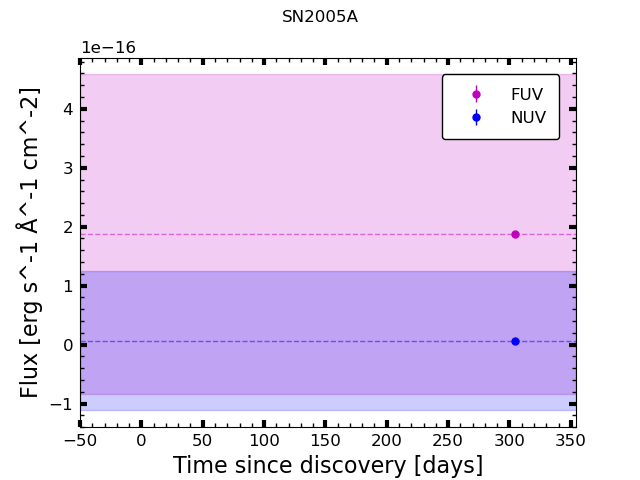 SN2005A
1e−16
FUV
NUV
4
3
2
1
0
−1
−50 0 50 100 150 200 250 300 350
Time since discovery [days]
Flux [erg s^-1 Å^-1 cm^-2]